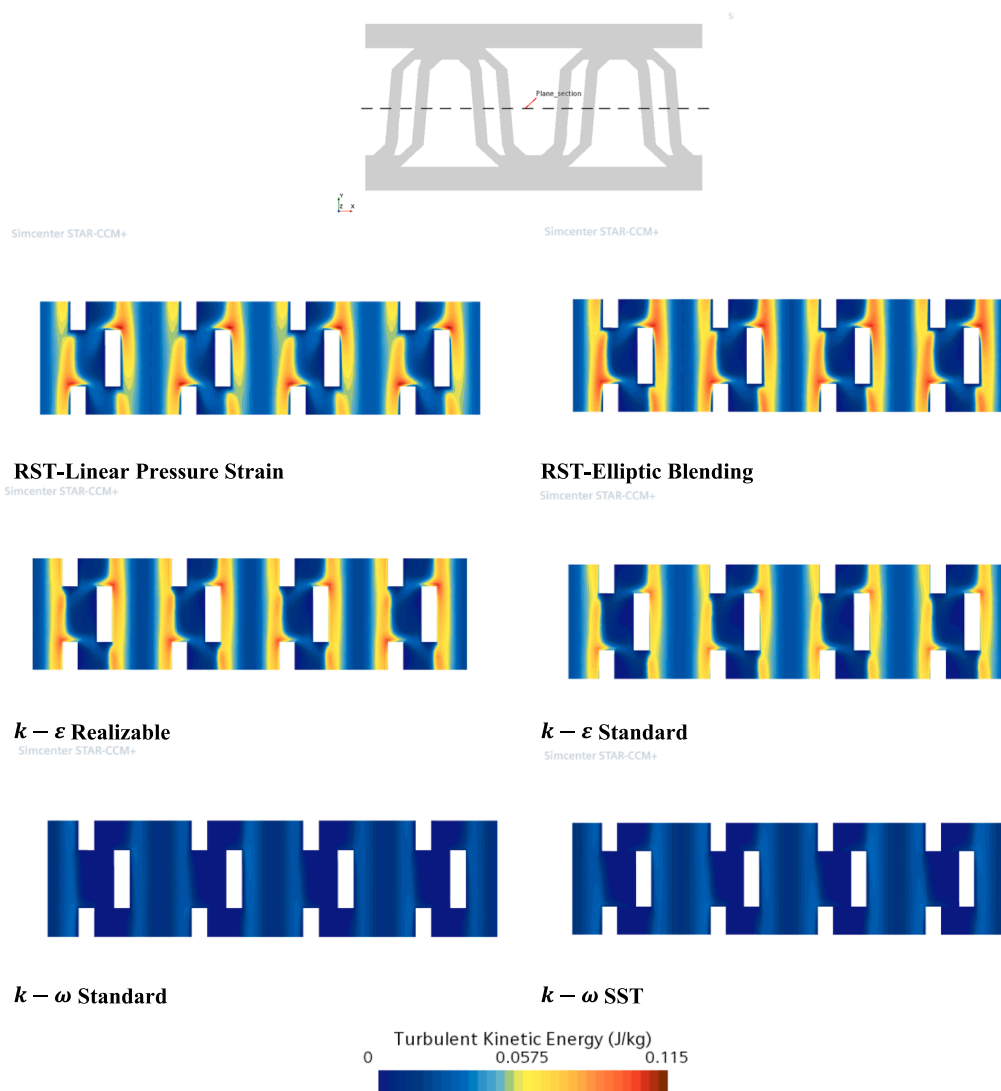 Si
Plane_section
Y
Z X
Simcenter STAR-CCM+
Simcenter STAR-CCM+
RST-Linear Pressure Strain
RST-Elliptic Blending
Simcenter STAR-CCM+
Simcenter STAR-CCM+
k − ε Realizable
k − ε Standard
Simcenter STAR-CCM+
Simcenter STAR-CCM+
k − ω Standard
k − ω SST
Turbulent Kinetic Energy (J/kg)
0 0.0575 0.115